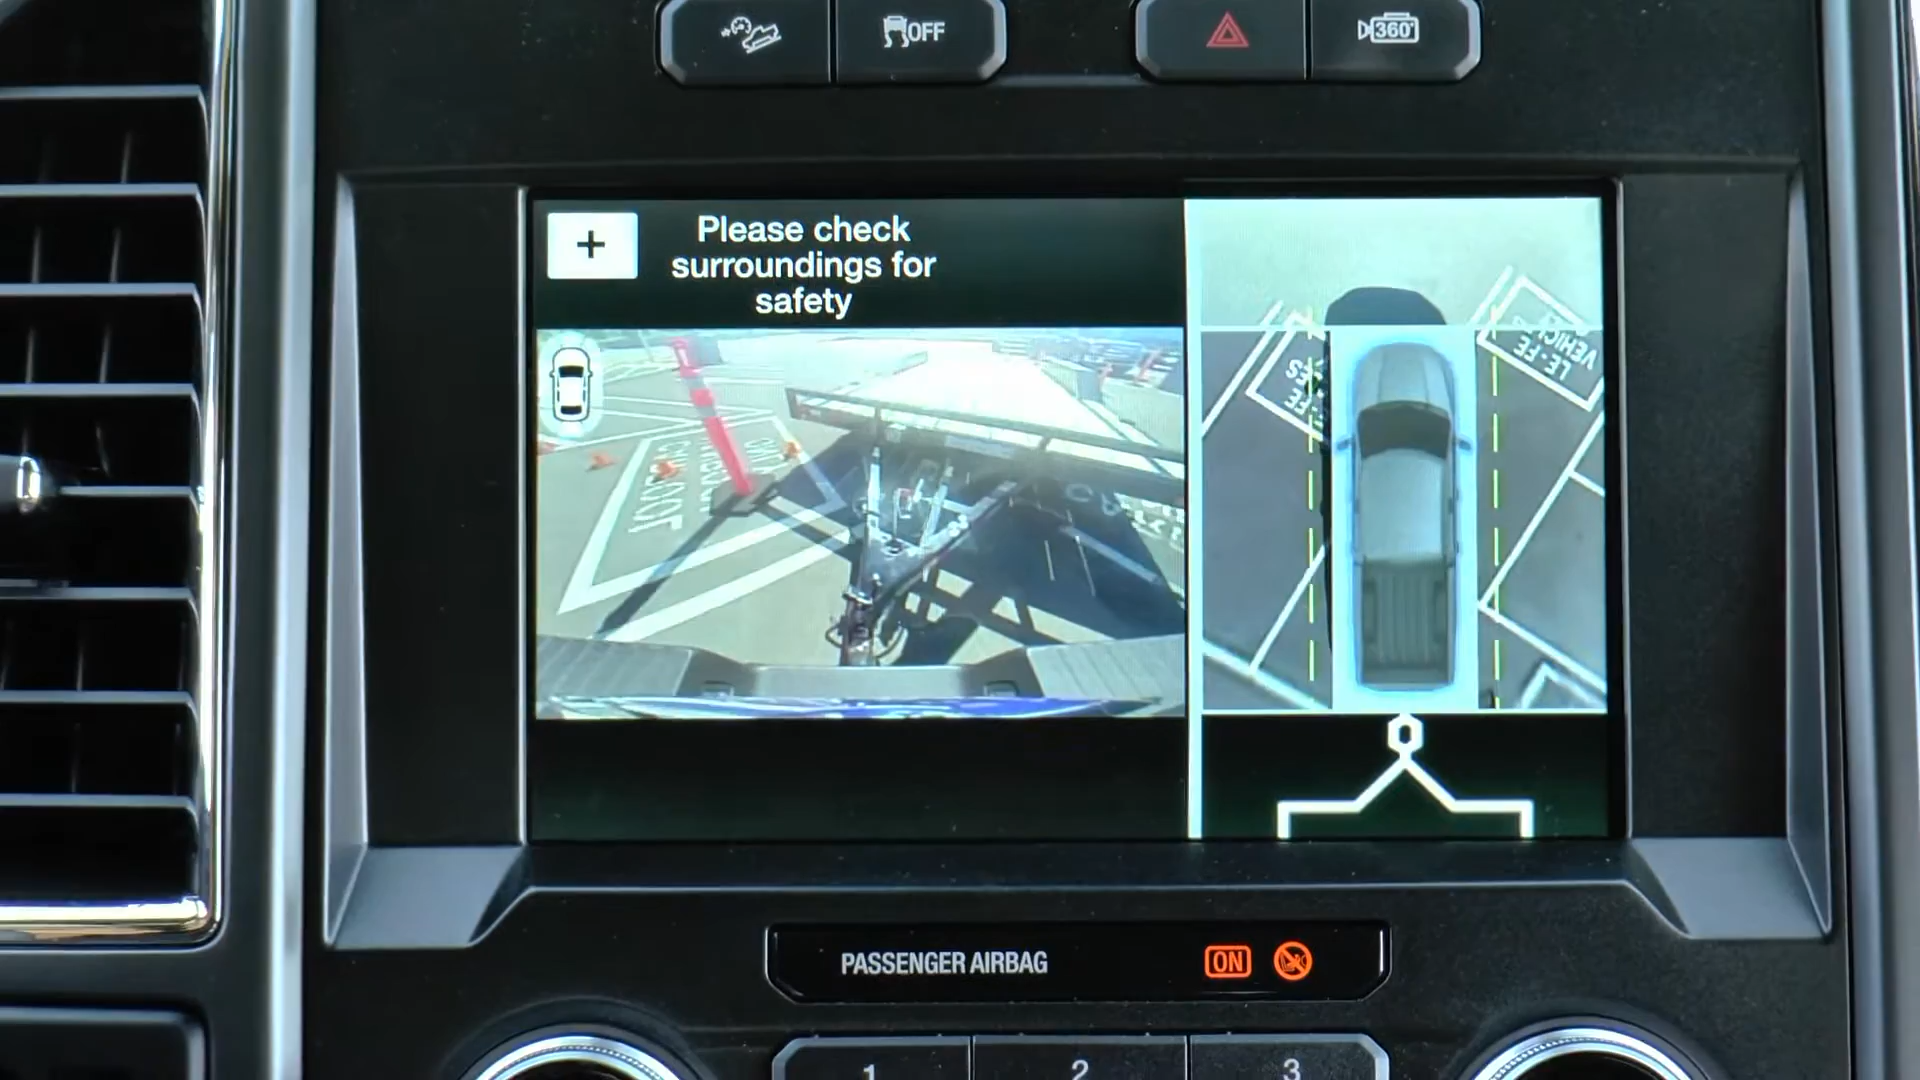 OFF
360°
+
Please check
surroundings for
safety
PASSENGER AIRBAG
ON
1
2
3